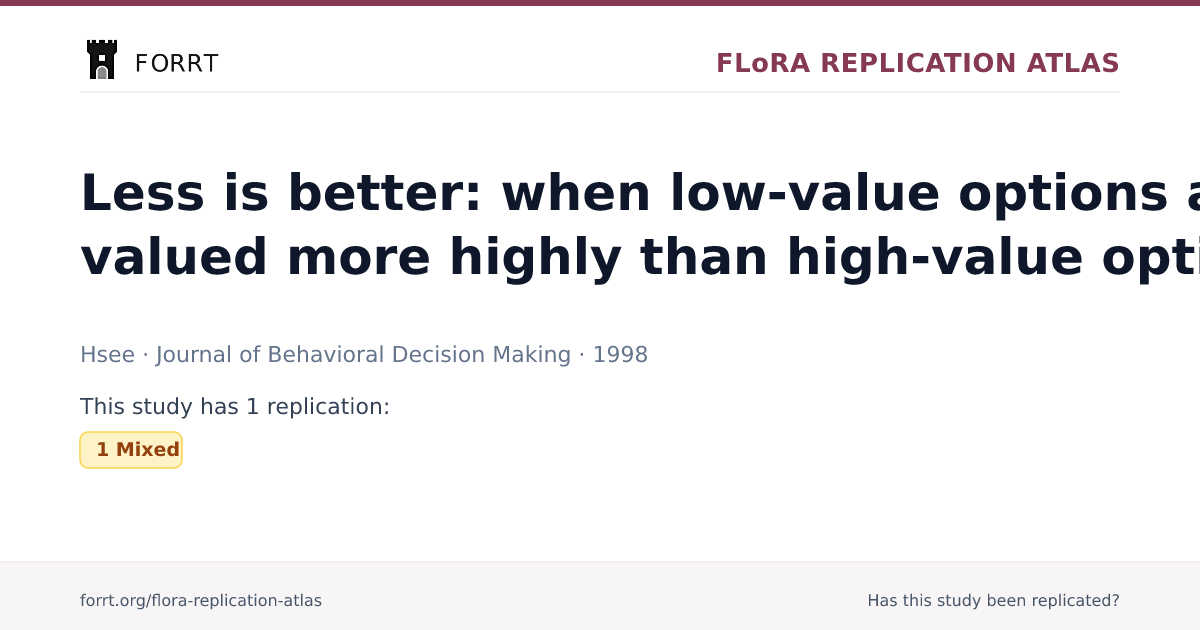 FORRT
FLoRA REPLICATION ATLAS
Less is better: when low-value options a
valued more highly than high-value opti
Hsee · Journal of Behavioral Decision Making · 1998
This study has 1 replication:
1 Mixed
forrt.org/flora-replication-atlas
Has this study been replicated?